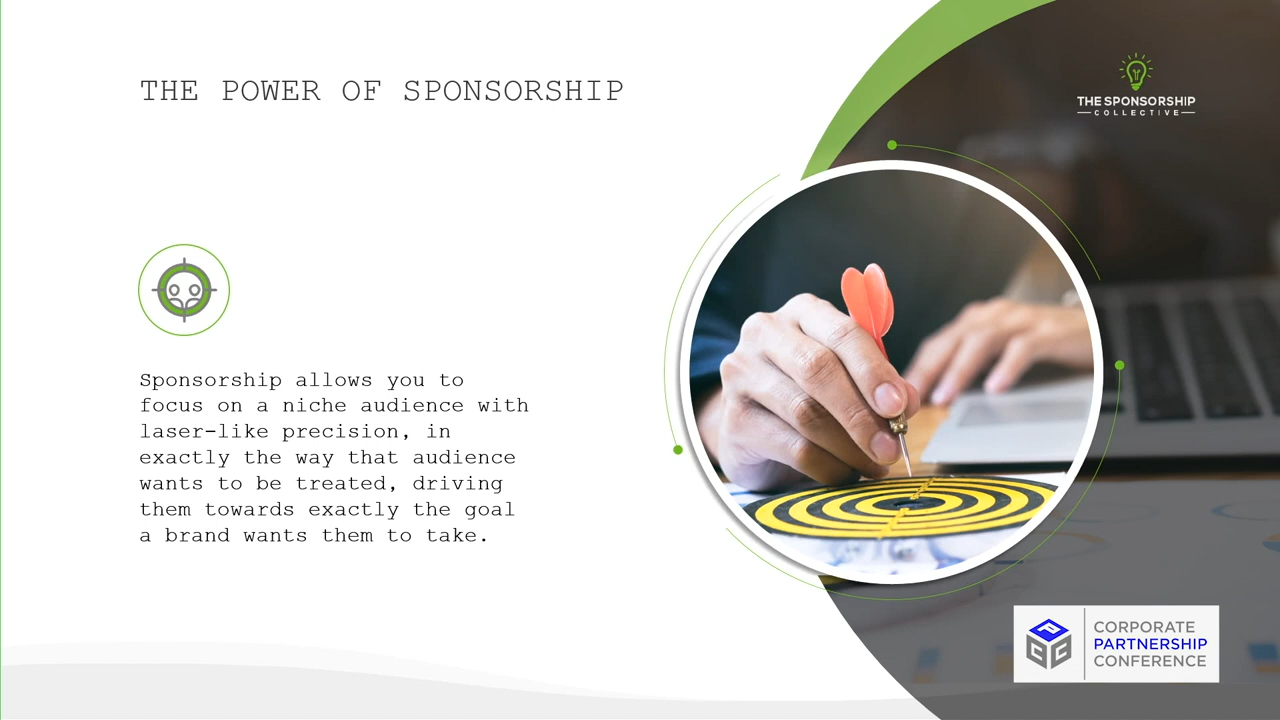 THE POWER OF SPONSORSHIP
THE SPONSORSHIP
COLLECTIVE
Sponsorship allows you to
focus on a niche audience with
laser-like precision, in
exactly the way that audience
wants to be treated, driving
them towards exactly the goal
a brand wants them to take.
P
C C
CORPORATE
PARTNERSHIP
CONFERENCE